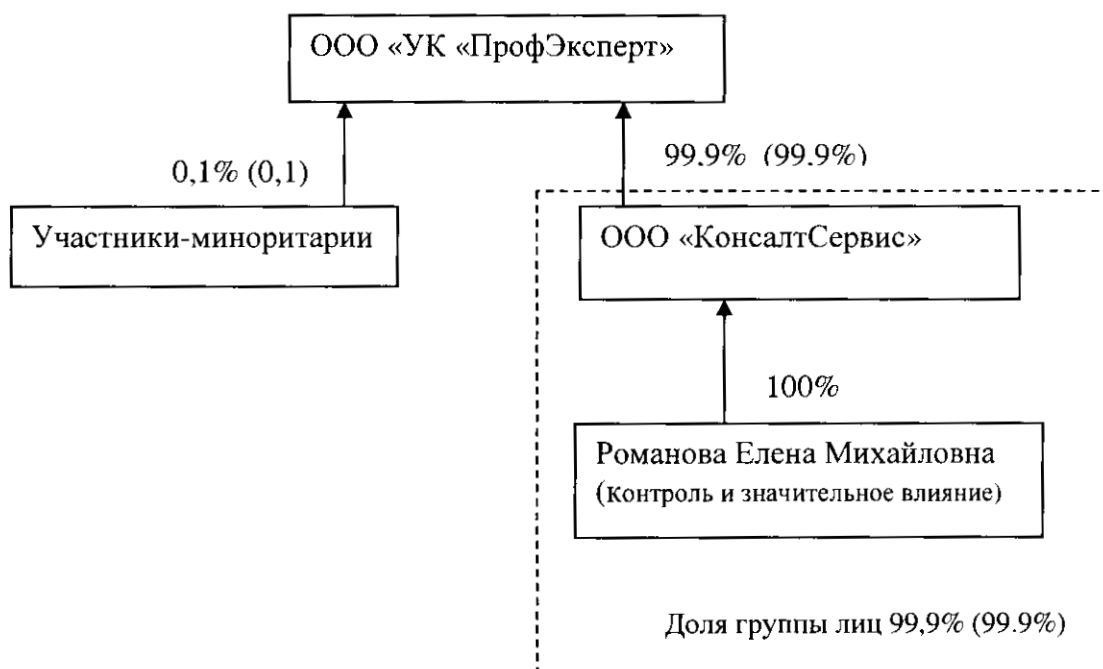 ООО «УК «ПрофЭксперт»
0,1% (0,1)
99.9% (99.9%)
Участники-миноритарии
ООО «КонсалтСервис»
100%
Романова Елена Михайловна
(контроль и значительное влияние)
Доля группы лиц 99,9% (99.9%)